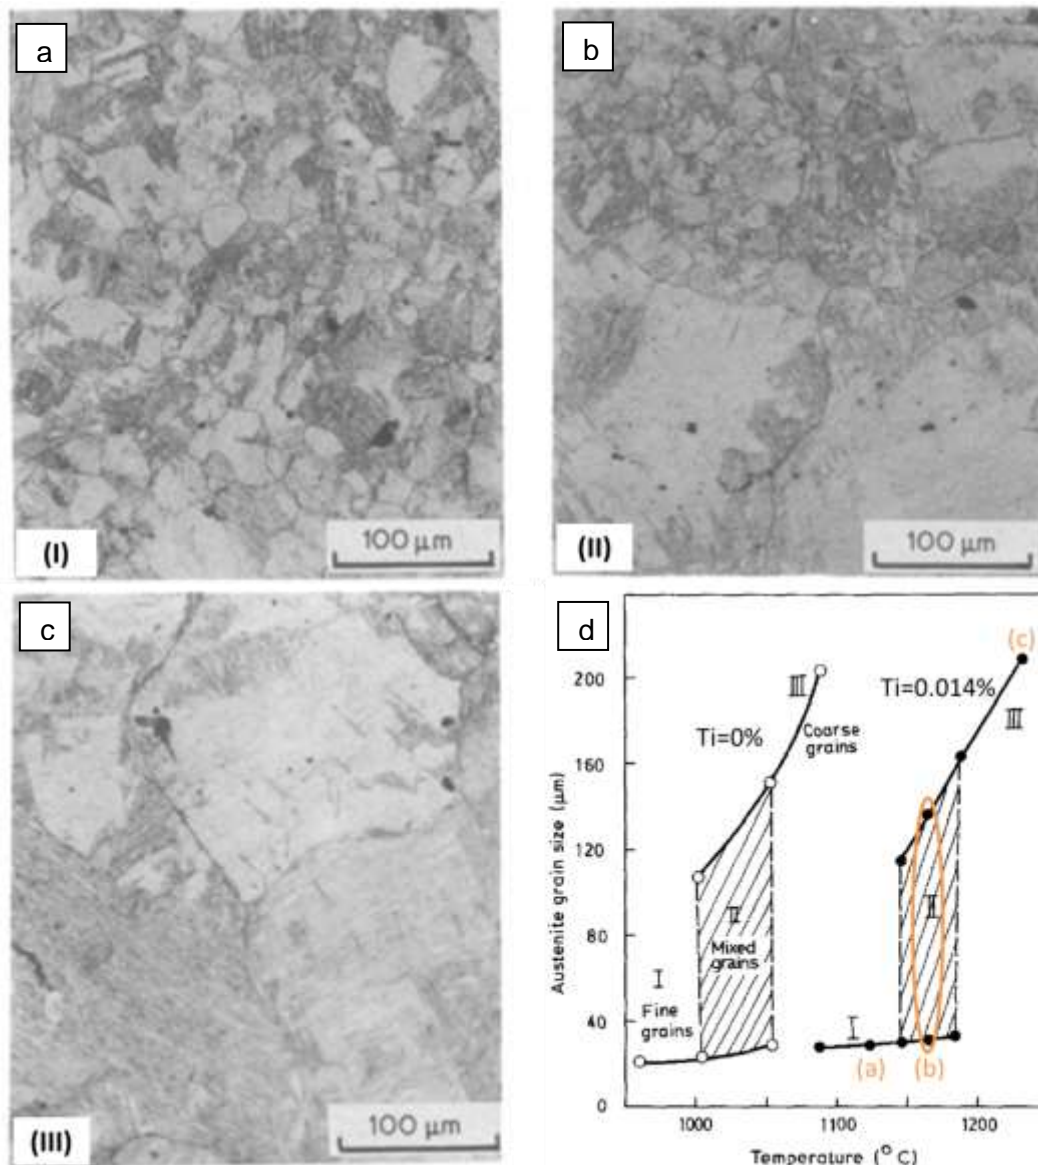 a
(I)
100 µm
b
(II)
100 µm
c
(III)
100 µm
d
Austenite grain size (µm)
200
160
120
80
40
0
1000
1100
1200
Temperature (°C)
Ti=0%
III
Coarse
grains
II
Mixed
grains
I
Fine
grains
Ti=0.014%
(c)
III
II
I
(a)
(b)